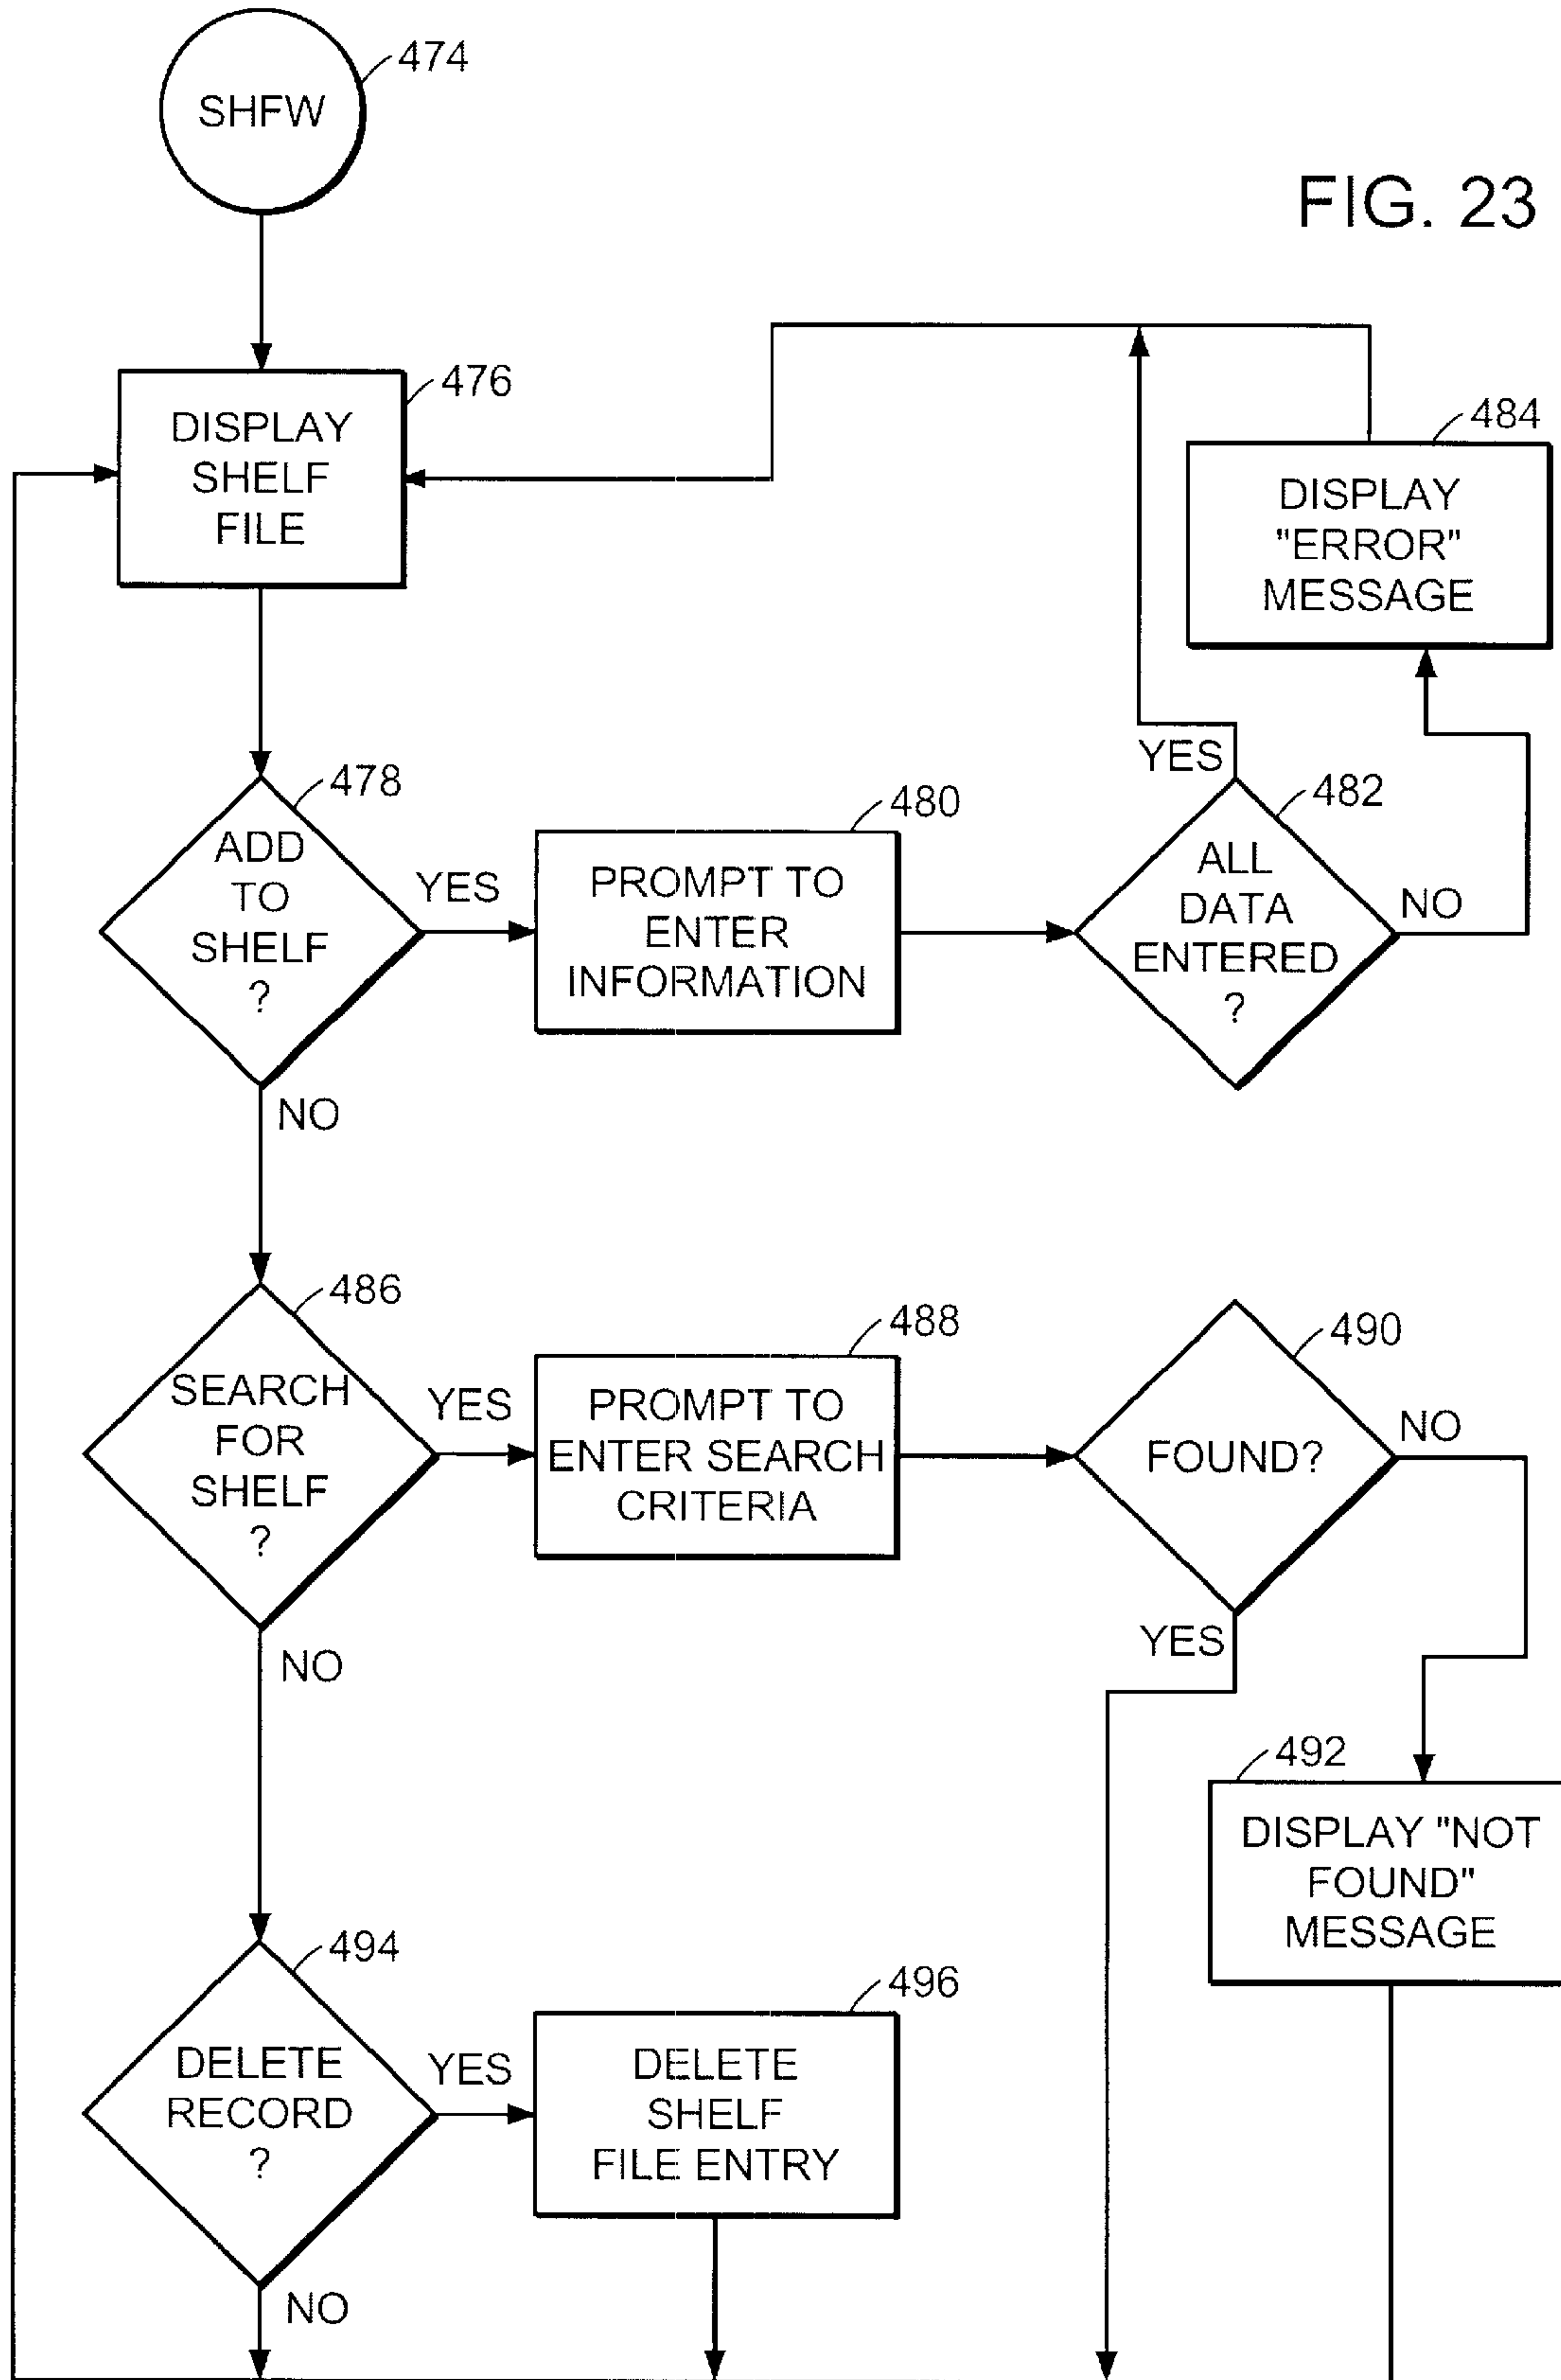 474
SHFW
FIG. 23
476
DISPLAY
SHELF
FILE
484
DISPLAY
"ERROR"
MESSAGE
478
ADD
TO
SHELF
?
YES
480
PROMPT TO
ENTER
INFORMATION
YES
482
ALL
DATA
ENTERED
?
NO
NO
486
SEARCH
FOR
SHELF
?
YES
488
PROMPT TO
ENTER SEARCH
CRITERIA
490
FOUND?
NO
YES
NO
492
DISPLAY "NOT
FOUND"
MESSAGE
494
DELETE
RECORD
?
YES
496
DELETE
SHELF
FILE ENTRY
NO